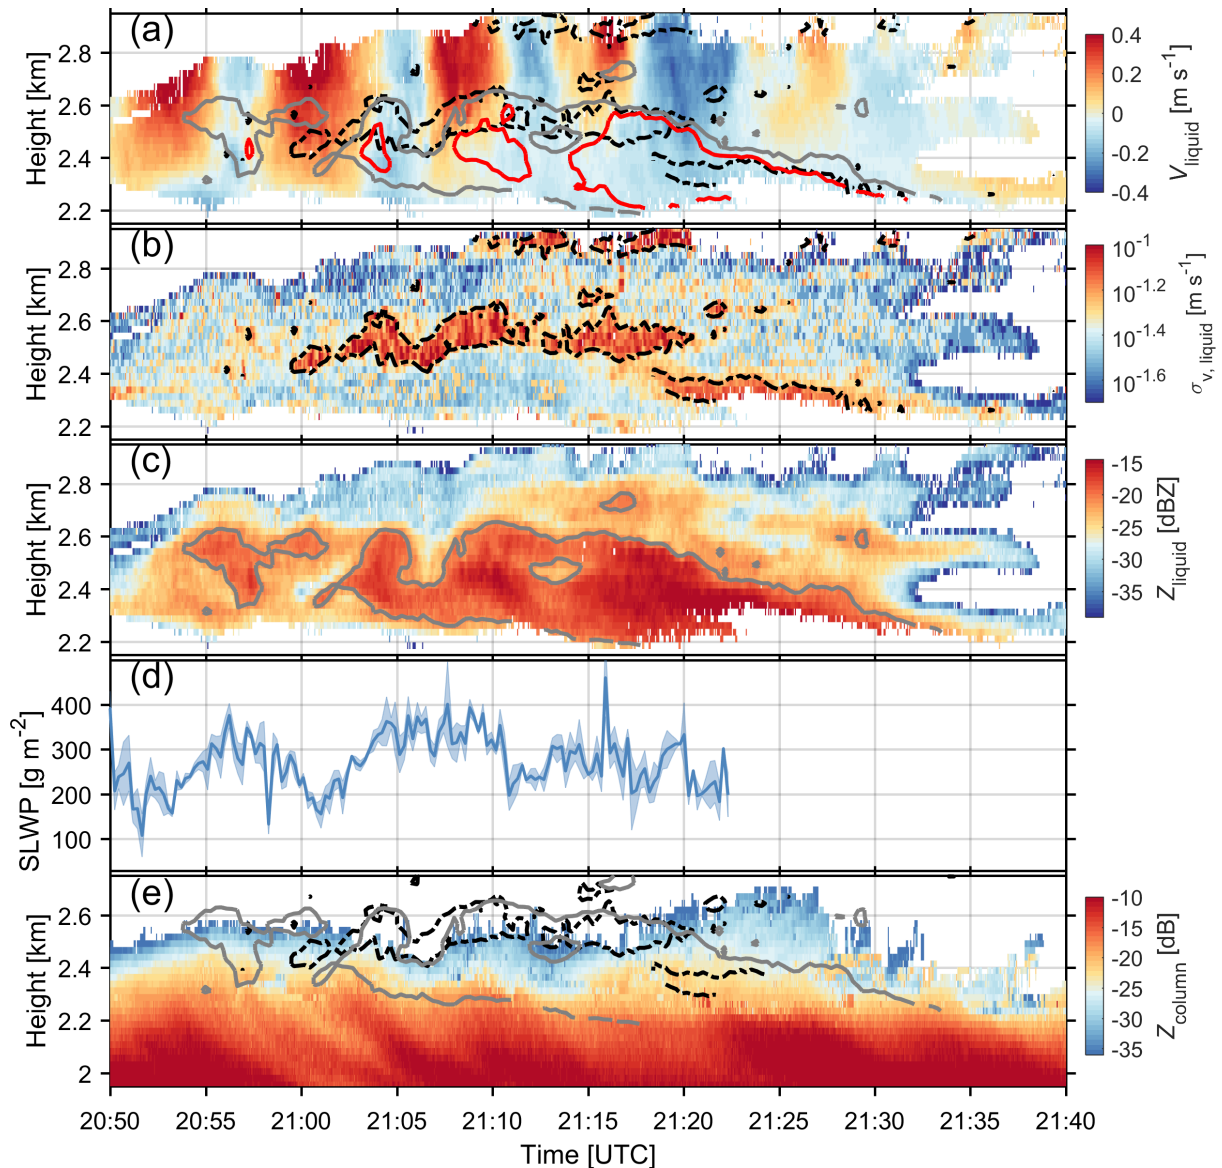 (a)
Height [km]
2.8
2.6
2.4
2.2
0.4
0.2
0
-0.2
-0.4
V_liquid [m s^-1]
(b)
Height [km]
2.8
2.6
2.4
2.2
10^-1
10^-1.2
10^-1.4
10^-1.6
σ_v, liquid [m s^-1]
(c)
Height [km]
2.8
2.6
2.4
2.2
-15
-20
-25
-30
-35
Z_liquid [dBZ]
(d)
SLWP [g m^-2]
400
300
200
100
(e)
Height [km]
2.6
2.4
2.2
2
-10
-15
-20
-25
-30
-35
Z_column [dB]
20:50 20:55 21:00 21:05 21:10 21:15 21:20 21:25 21:30 21:35 21:40
Time [UTC]